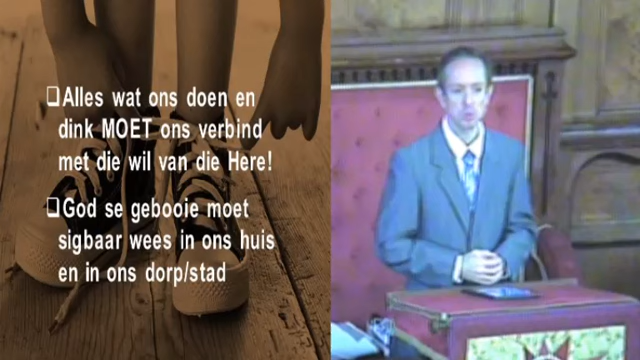 ❑Alles wat ons doen en
dink MOET ons verbind
met die wil van die Here!
❑God se gebooie moet
sigbaar wees in ons huis
en in ons dorp/stad